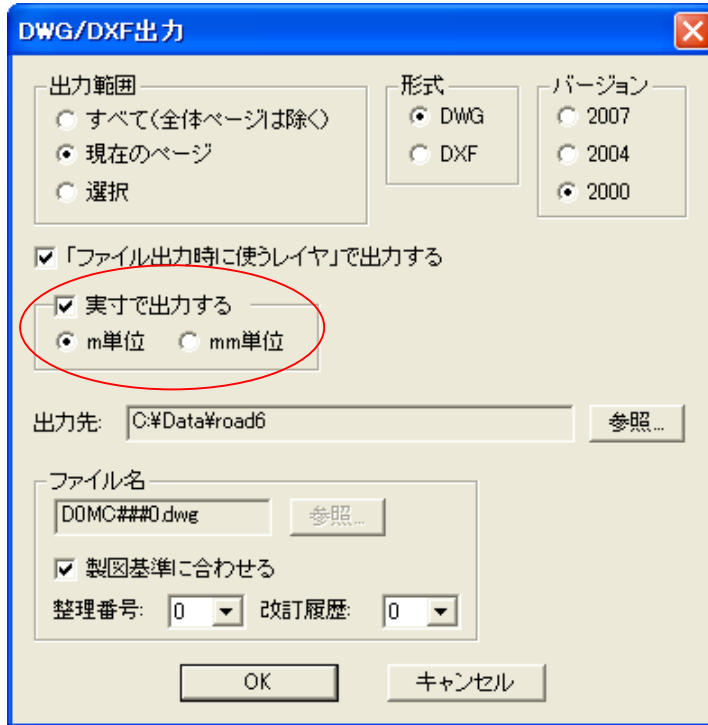 DWG/DXF出力
出力範囲
すべて(全体ページは除く)
現在のページ
選択
形式
DWG
DXF
バージョン
2007
2004
2000
「ファイル出力時に使うレイヤ」で出力する
実寸で出力する
m単位 mm単位
出力先: C:¥Data¥road6 参照...
ファイル名
D0MC###0.dwg 参照...
製図基準に合わせる
整理番号: 0 改訂履歴: 0
OK キャンセル